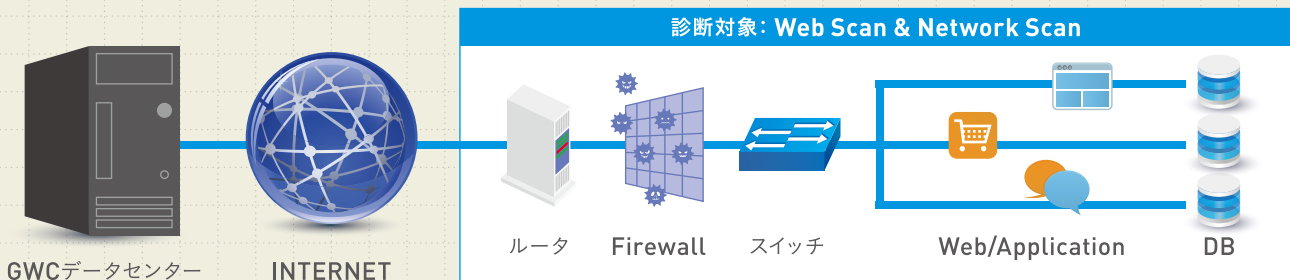 診断対象：Web Scan & Network Scan
GWCデータセンター
INTERNET
ルータ
Firewall
スイッチ
Web/Application
DB